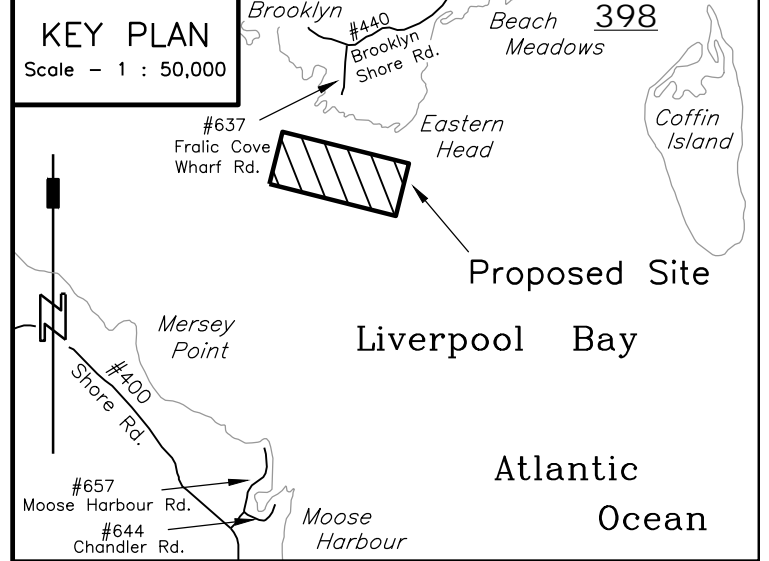 KEY PLAN
Scale - 1 : 50,000
Brooklyn
#440
Brooklyn
Shore Rd.
Beach
Meadows
398
#637
Fralic Cove
Wharf Rd.
Eastern
Head
Coffin
Island
Proposed Site
Liverpool Bay
N
Mersey
Point
#400
Shore Rd.
Atlantic
Ocean
#657
Moose Harbour Rd.
#644
Chandler Rd.
Moose
Harbour